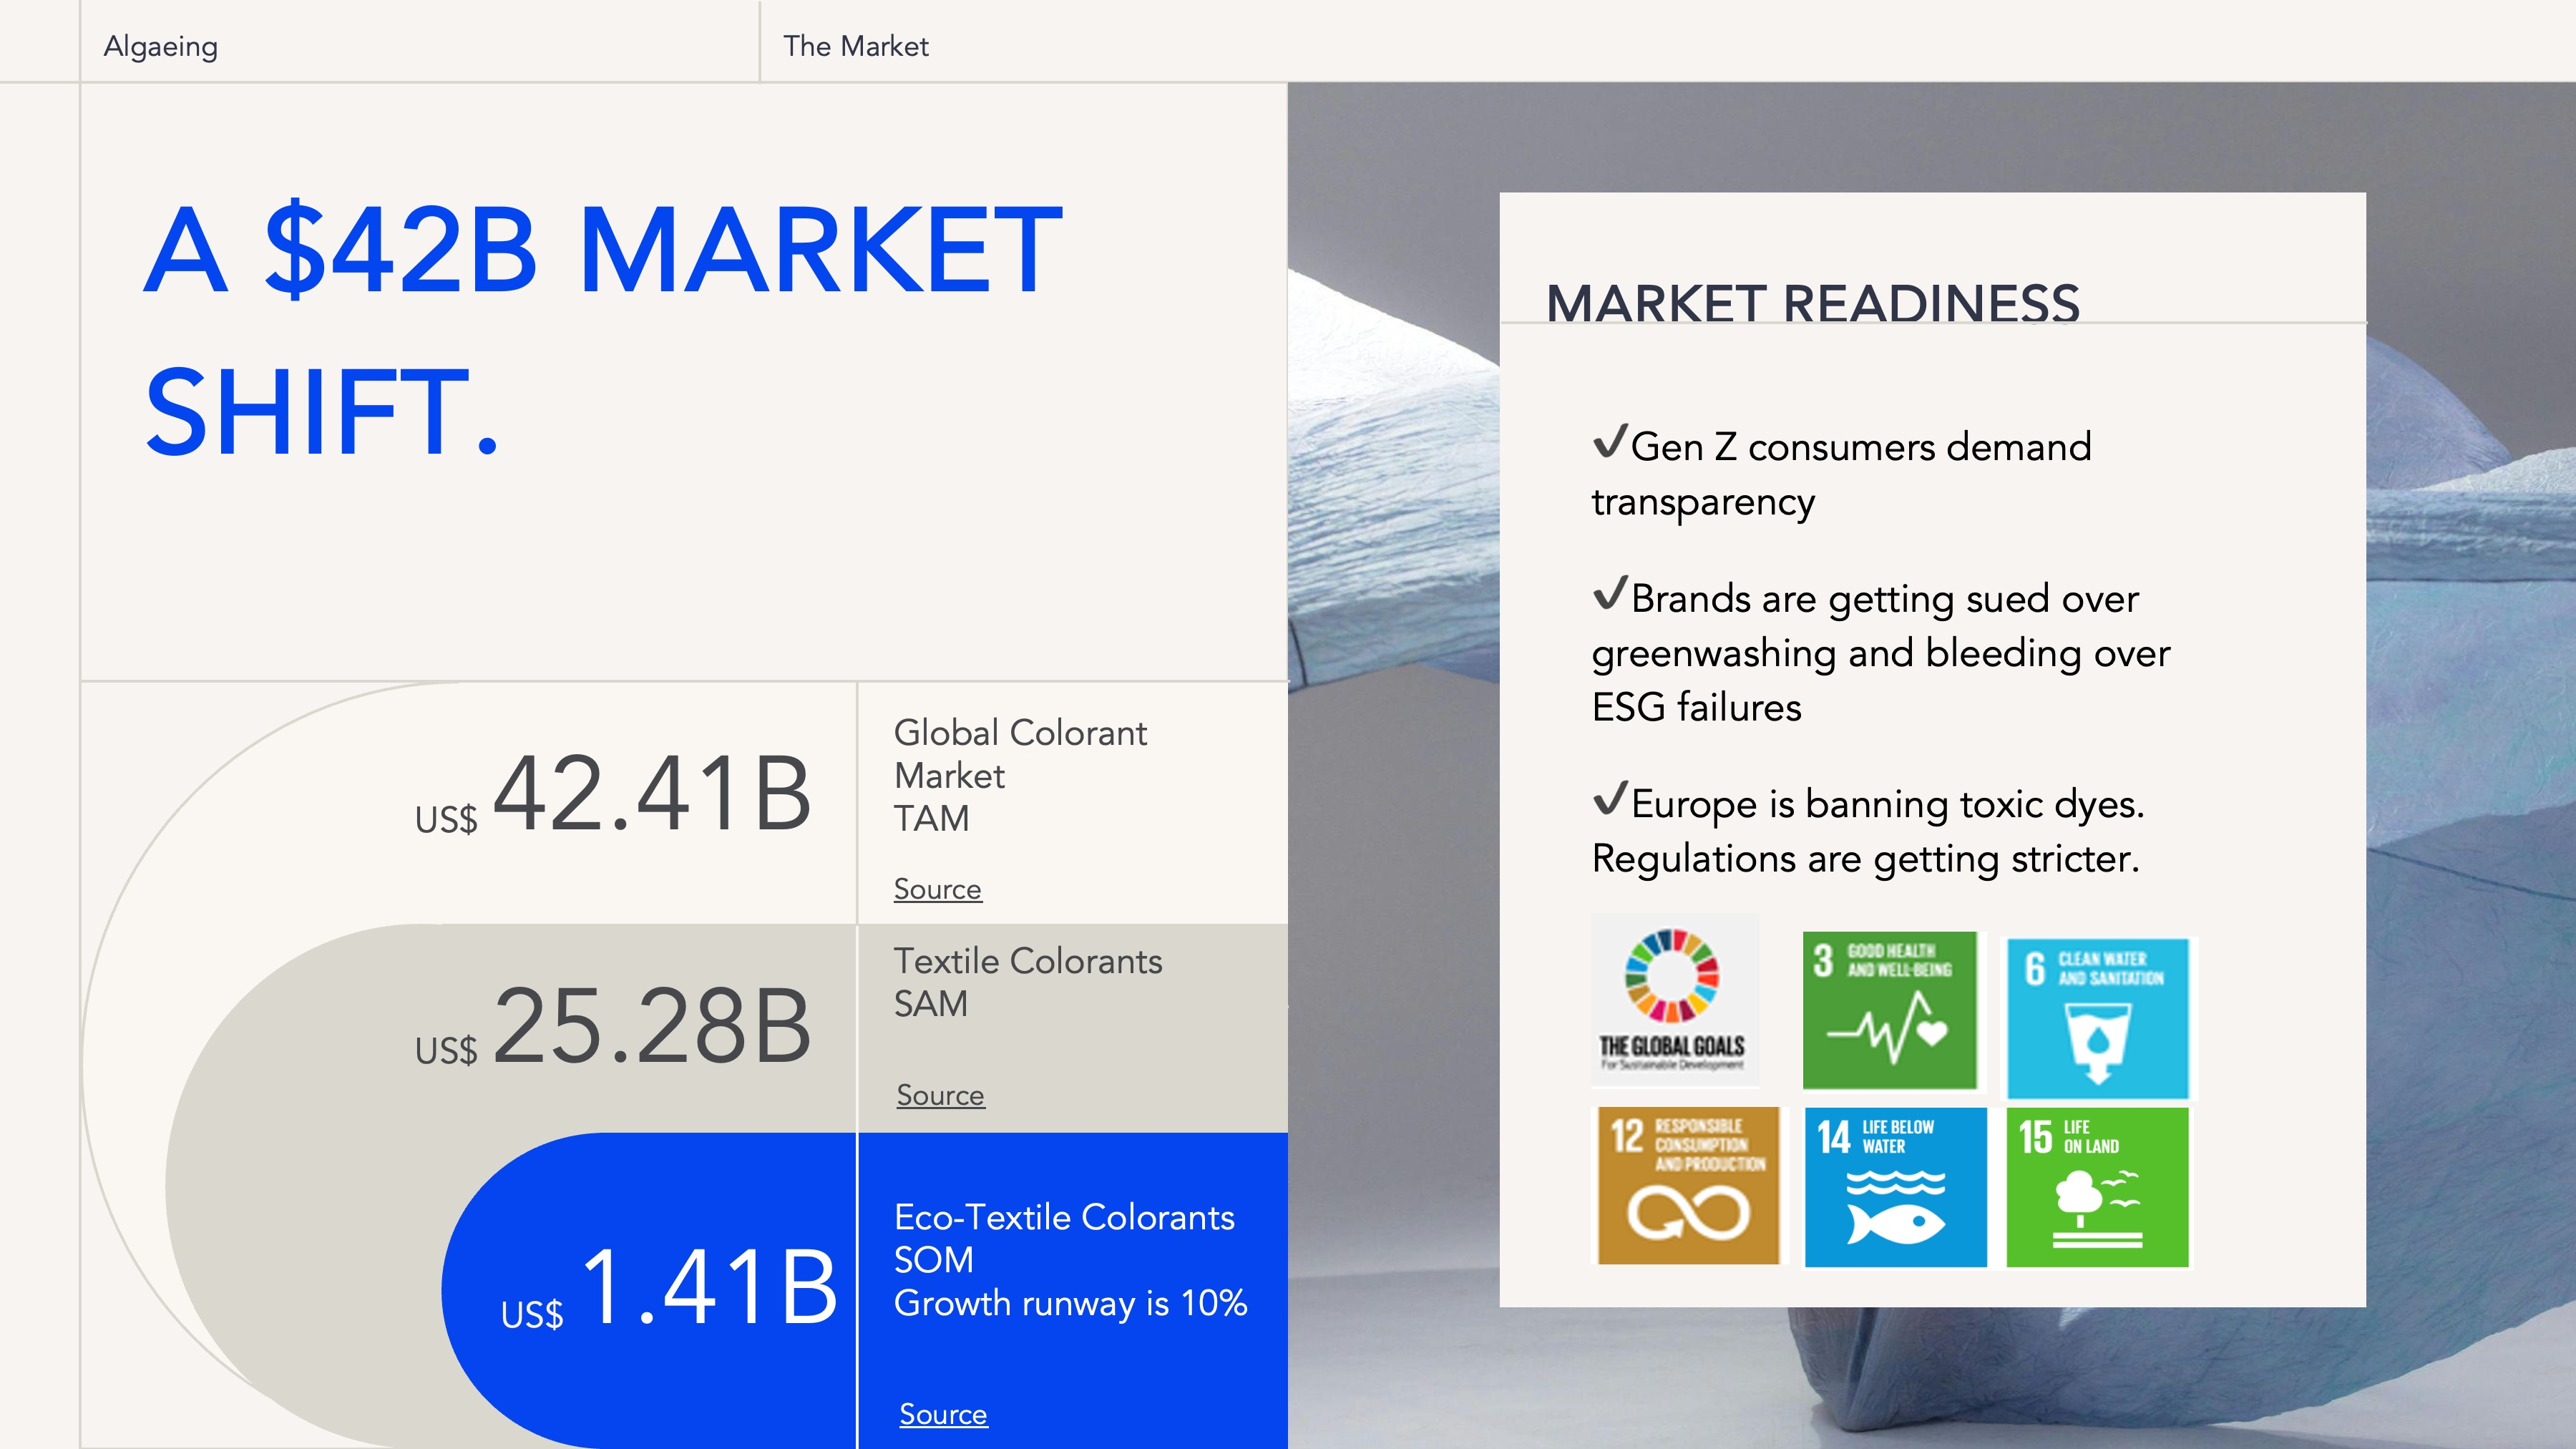 Algaeing
The Market
A $42B MARKET
SHIFT.
US$ 42.41B
Global Colorant
Market
TAM
Source
US$ 25.28B
Textile Colorants
SAM
Source
US$ 1.41B
Eco-Textile Colorants
SOM
Growth runway is 10%
Source
MARKET READINESS
✔Gen Z consumers demand
transparency
✔Brands are getting sued over
greenwashing and bleeding over
ESG failures
✔Europe is banning toxic dyes.
Regulations are getting stricter.
THE GLOBAL GOALS
For Sustainable Development
3 GOOD HEALTH
AND WELL-BEING
6 CLEAN WATER
AND SANITATION
12 RESPONSIBLE
CONSUMPTION
AND PRODUCTION
14 LIFE BELOW
WATER
15 LIFE
ON LAND